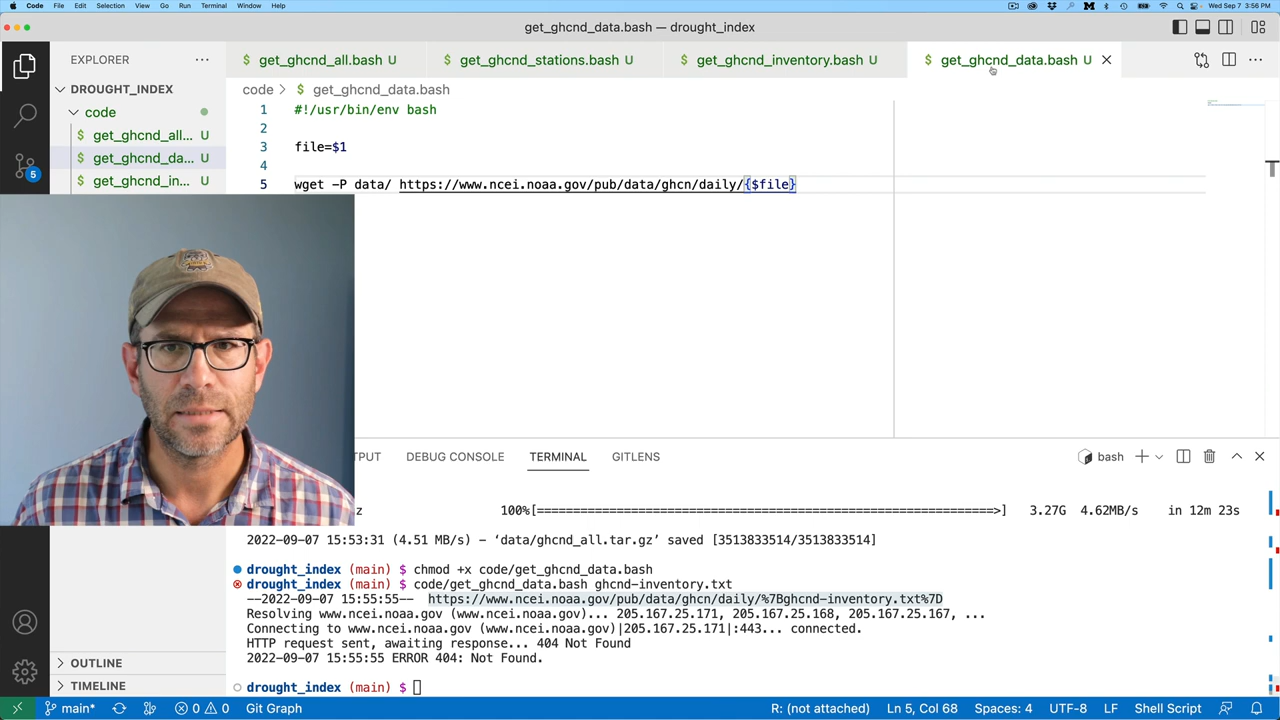 Code File Edit Selection View Go Run Terminal Window Help
Wed Sep 7 3:56 PM
get_ghcnd_data.bash — drought_index
EXPLORER
get_ghcnd_all.bash U
get_ghcnd_stations.bash U
get_ghcnd_inventory.bash U
get_ghcnd_data.bash U
DROUGHT_INDEX
code > $ get_ghcnd_data.bash
code
$ get_ghcnd_all... U
$ get_ghcnd_da... U
$ get_ghcnd_in... U
5
1 #!/usr/bin/env bash
2
3 file=$1
4
5 wget -P data/ https://www.ncei.noaa.gov/pub/data/ghcn/daily/{$file}
TPUT DEBUG CONSOLE TERMINAL GITLENS
bash
z 100%[=============================================================>] 3.27G 4.62MB/s in 12m 23s
2022-09-07 15:53:31 (4.51 MB/s) - ‘data/ghcnd_all.tar.gz’ saved [3513833514/3513833514]
drought_index (main) $ chmod +x code/get_ghcnd_data.bash
drought_index (main) $ code/get_ghcnd_data.bash ghcnd-inventory.txt
--2022-09-07 15:55:55-- https://www.ncei.noaa.gov/pub/data/ghcn/daily/%7Bghcnd-inventory.txt%7D
Resolving www.ncei.noaa.gov (www.ncei.noaa.gov)... 205.167.25.171, 205.167.25.168, 205.167.25.167, ...
Connecting to www.ncei.noaa.gov (www.ncei.noaa.gov)|205.167.25.171|:443... connected.
HTTP request sent, awaiting response... 404 Not Found
2022-09-07 15:55:55 ERROR 404: Not Found.
drought_index (main) $
OUTLINE
TIMELINE
main* 0 0 Git Graph
R: (not attached) Ln 5, Col 68 Spaces: 4 UTF-8 LF Shell Script